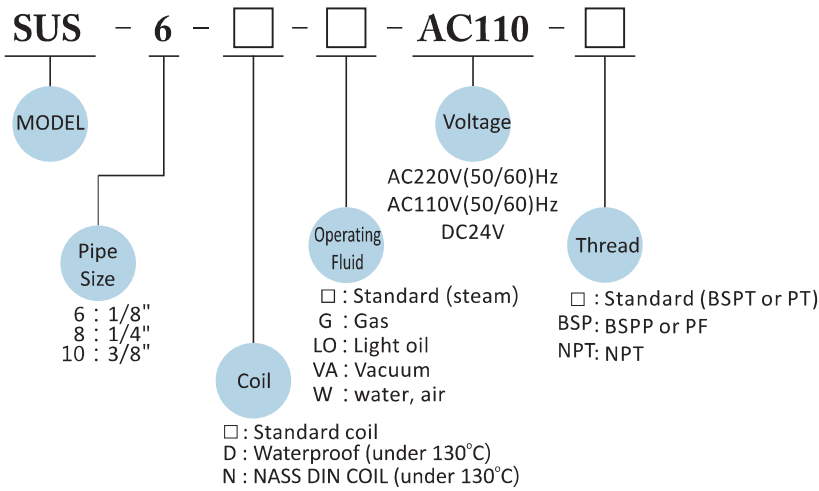 SUS - 6 - □ - □ - AC110 - □
MODEL
Pipe
Size
6 : 1/8"
8 : 1/4"
10 : 3/8"
Coil
□ : Standard coil
D : Waterproof (under 130°C)
N : NASS DIN COIL (under 130°C)
Operating
Fluid
□ : Standard (steam)
G : Gas
LO : Light oil
VA : Vacuum
W : water, air
Voltage
AC220V(50/60)Hz
AC110V(50/60)Hz
DC24V
Thread
□ : Standard (BSPT or PT)
BSP: BSPP or PF
NPT: NPT